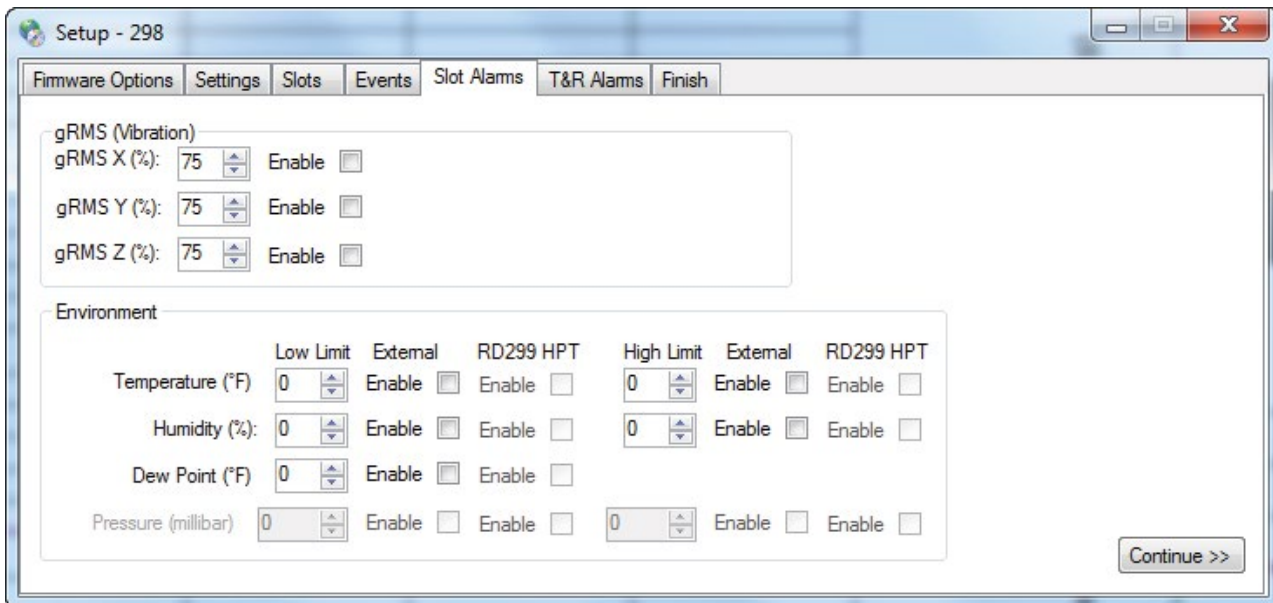 Setup - 298
Firmware Options Settings Slots Events Slot Alarms T&R Alarms Finish
gRMS (Vibration)
gRMS X (%): 75 Enable
gRMS Y (%): 75 Enable
gRMS Z (%): 75 Enable
Environment
Low Limit External RD299 HPT High Limit External RD299 HPT
Temperature (°F) 0 Enable Enable 0 Enable Enable
Humidity (%): 0 Enable Enable 0 Enable Enable
Dew Point (°F) 0 Enable Enable
Pressure (millibar) 0 Enable Enable 0 Enable Enable
Continue >>